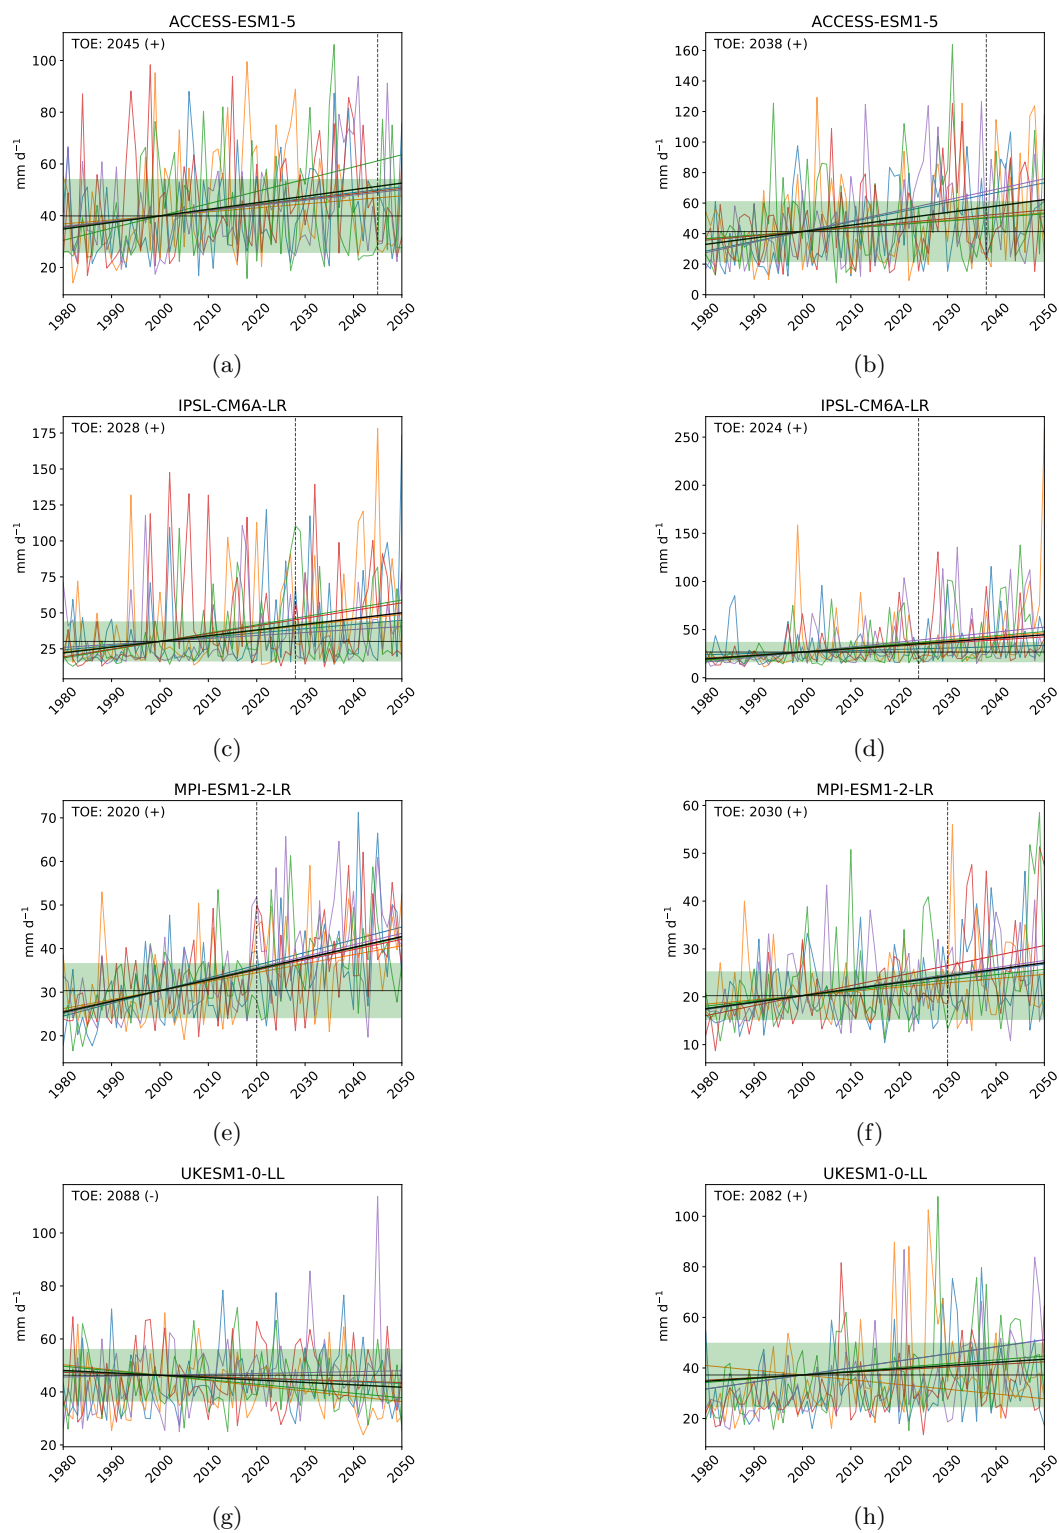 ACCESS-ESM1-5
TOE: 2045 (+)
mm d⁻¹
100
80
60
40
20
1980 1990 2000 2010 2020 2030 2040 2050
(a)
ACCESS-ESM1-5
TOE: 2038 (+)
mm d⁻¹
160
140
120
100
80
60
40
20
0
1980 1990 2000 2010 2020 2030 2040 2050
(b)
IPSL-CM6A-LR
TOE: 2028 (+)
mm d⁻¹
175
150
125
100
75
50
25
1980 1990 2000 2010 2020 2030 2040 2050
(c)
IPSL-CM6A-LR
TOE: 2024 (+)
mm d⁻¹
250
200
150
100
50
0
1980 1990 2000 2010 2020 2030 2040 2050
(d)
MPI-ESM1-2-LR
TOE: 2020 (+)
mm d⁻¹
70
60
50
40
30
20
1980 1990 2000 2010 2020 2030 2040 2050
(e)
MPI-ESM1-2-LR
TOE: 2030 (+)
mm d⁻¹
60
50
40
30
20
10
1980 1990 2000 2010 2020 2030 2040 2050
(f)
UKESM1-0-LL
TOE: 2088 (-)
mm d⁻¹
100
80
60
40
20
1980 1990 2000 2010 2020 2030 2040 2050
(g)
UKESM1-0-LL
TOE: 2082 (+)
mm d⁻¹
100
80
60
40
20
1980 1990 2000 2010 2020 2030 2040 2050
(h)